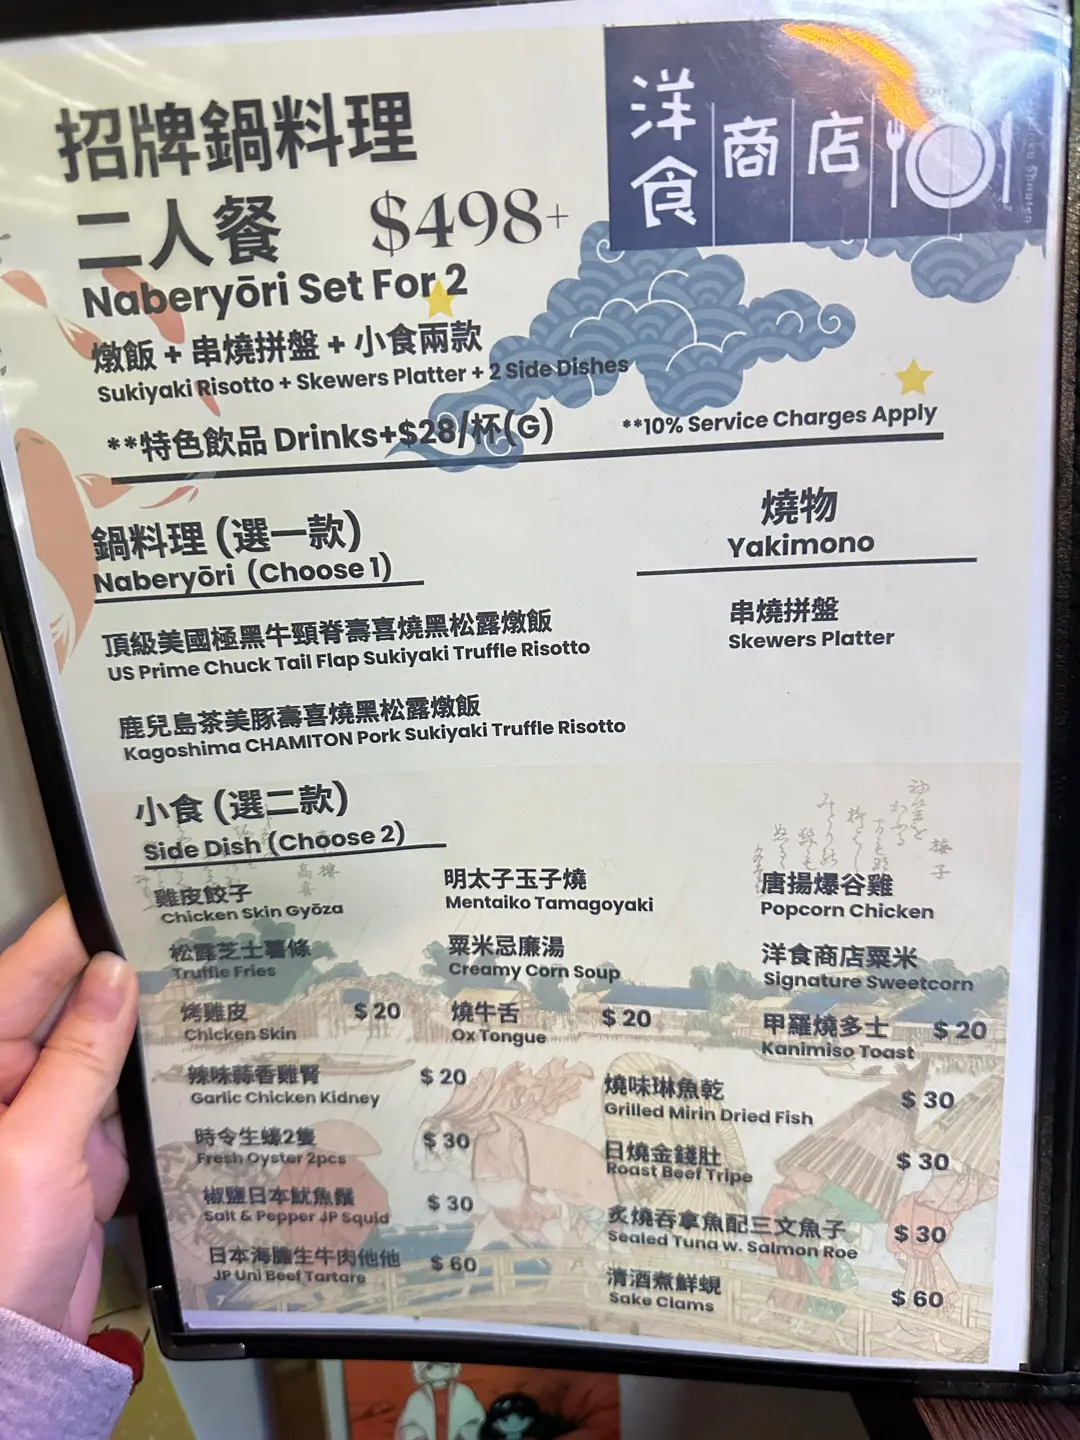 洋食商店
招牌鍋料理
二人餐 $498+
Naberyōri Set For 2
燉飯 + 串燒拼盤 + 小食兩款
Sukiyaki Risotto + Skewers Platter + 2 Side Dishes
**特色飲品 Drinks+$28/杯(G)
**10% Service Charges Apply
鍋料理 (選一款)
Naberyōri (Choose 1)
頂級美國極黑牛頸脊壽喜燒黑松露燉飯
US Prime Chuck Tail Flap Sukiyaki Truffle Risotto
鹿兒島茶美豚壽喜燒黑松露燉飯
Kagoshima CHAMITON Pork Sukiyaki Truffle Risotto
燒物
Yakimono
串燒拼盤
Skewers Platter
小食 (選二款)
Side Dish (Choose 2)
雞皮餃子
Chicken Skin Gyōza
明太子玉子燒
Mentaiko Tamagoyaki
唐揚爆谷雞
Popcorn Chicken
松露芝士薯條
Truffle Fries
粟米忌廉湯
Creamy Corn Soup
洋食商店粟米
Signature Sweetcorn
烤雞皮 $ 20
Chicken Skin
燒牛舌 $ 20
Ox Tongue
甲羅燒多士 $ 20
Kanimiso Toast
辣味蒜香雞腎 $ 20
Garlic Chicken Kidney
燒味琳魚乾 $ 30
Grilled Mirin Dried Fish
時令生蠔2隻 $ 30
Fresh Oyster 2pcs
日燒金錢肚 $ 30
Roast Beef Tripe
椒鹽日本魷魚鬚 $ 30
Salt & Pepper JP Squid
炙燒吞拿魚配三文魚子 $ 30
Sealed Tuna w. Salmon Roe
日本海膽生牛肉他他 $ 60
JP Uni Beef Tartare
清酒煮鮮蜆 $ 60
Sake Clams